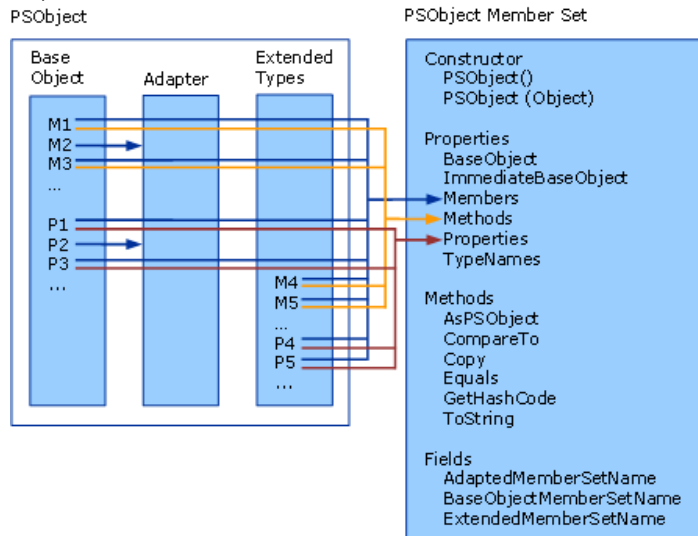 PSObject
Base Object
Adapter
Extended Types
M1
M2
M3
...
P1
P2
P3
...
M4
M5
...
P4
P5
...
PSObject Member Set
Constructor
PSObject()
PSObject (Object)
Properties
BaseObject
ImmediateBaseObject
Members
Methods
Properties
TypeNames
Methods
AsPSObject
CompareTo
Copy
Equals
GetHashCode
ToString
Fields
AdaptedMemberSetName
BaseObjectMemberSetName
ExtendedMemberSetName